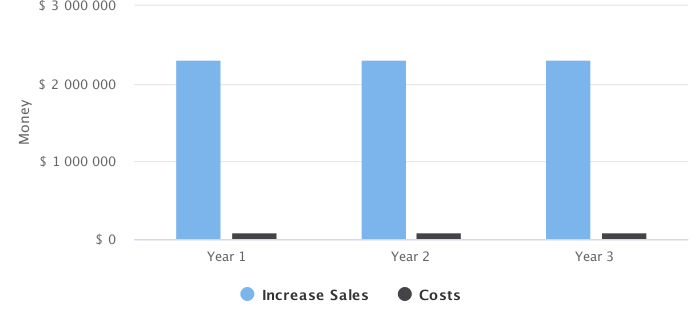 $ 3 000 000
$ 2 000 000
Money
$ 1 000 000
$ 0
Year 1 Year 2 Year 3
Increase Sales Costs